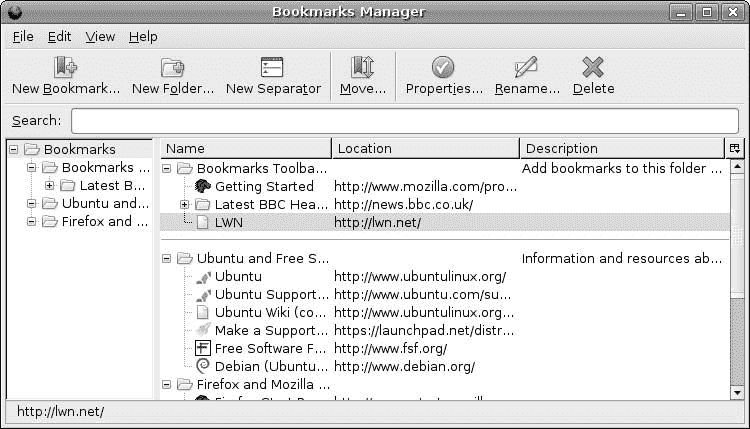 Bookmarks Manager
File Edit View Help
New Bookmark... New Folder... New Separator Move... Properties... Rename... Delete
Search:
Bookmarks
Bookmarks ...
Latest B...
Ubuntu and...
Firefox and ...
Name Location Description
Bookmarks Toolba... Add bookmarks to this folder ...
Getting Started http://www.mozilla.com/pro...
Latest BBC Hea... http://news.bbc.co.uk/
LWN http://lwn.net/
Ubuntu and Free S... Information and resources ab...
Ubuntu http://www.ubuntulinux.org/
Ubuntu Support... http://www.ubuntu.com/su...
Ubuntu Wiki (co... http://www.ubuntulinux.org...
Make a Support... https://launchpad.net/distr...
Free Software F... http://www.fsf.org/
Debian (Ubuntu... http://www.debian.org/
Firefox and Mozilla ...
http://lwn.net/